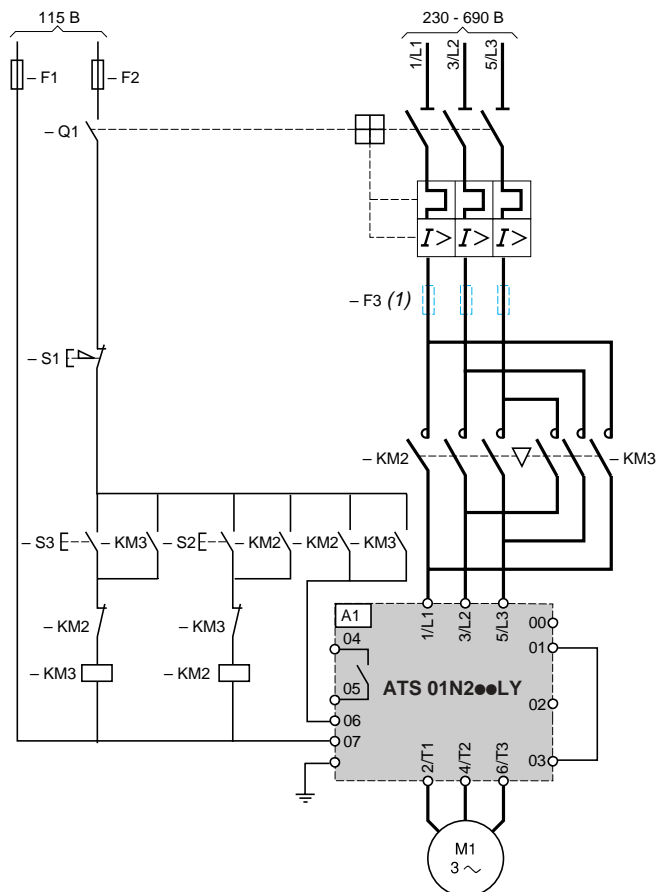 115 В
230 - 690 В
– F1
– F2
1/L1
3/L2
5/L3
– Q1
I>
I>
I>
– F3 (1)
– S1
– KM2
– KM3
– S3
– KM3
– S2
– KM2
– KM2
– KM3
– KM2
– KM3
– KM3
– KM2
A1
1/L1
3/L2
5/L3
00
04
01
ATS 01N2●●LY
05
02
06
07
03
2/T1
4/T2
6/T3
M1
3 ~